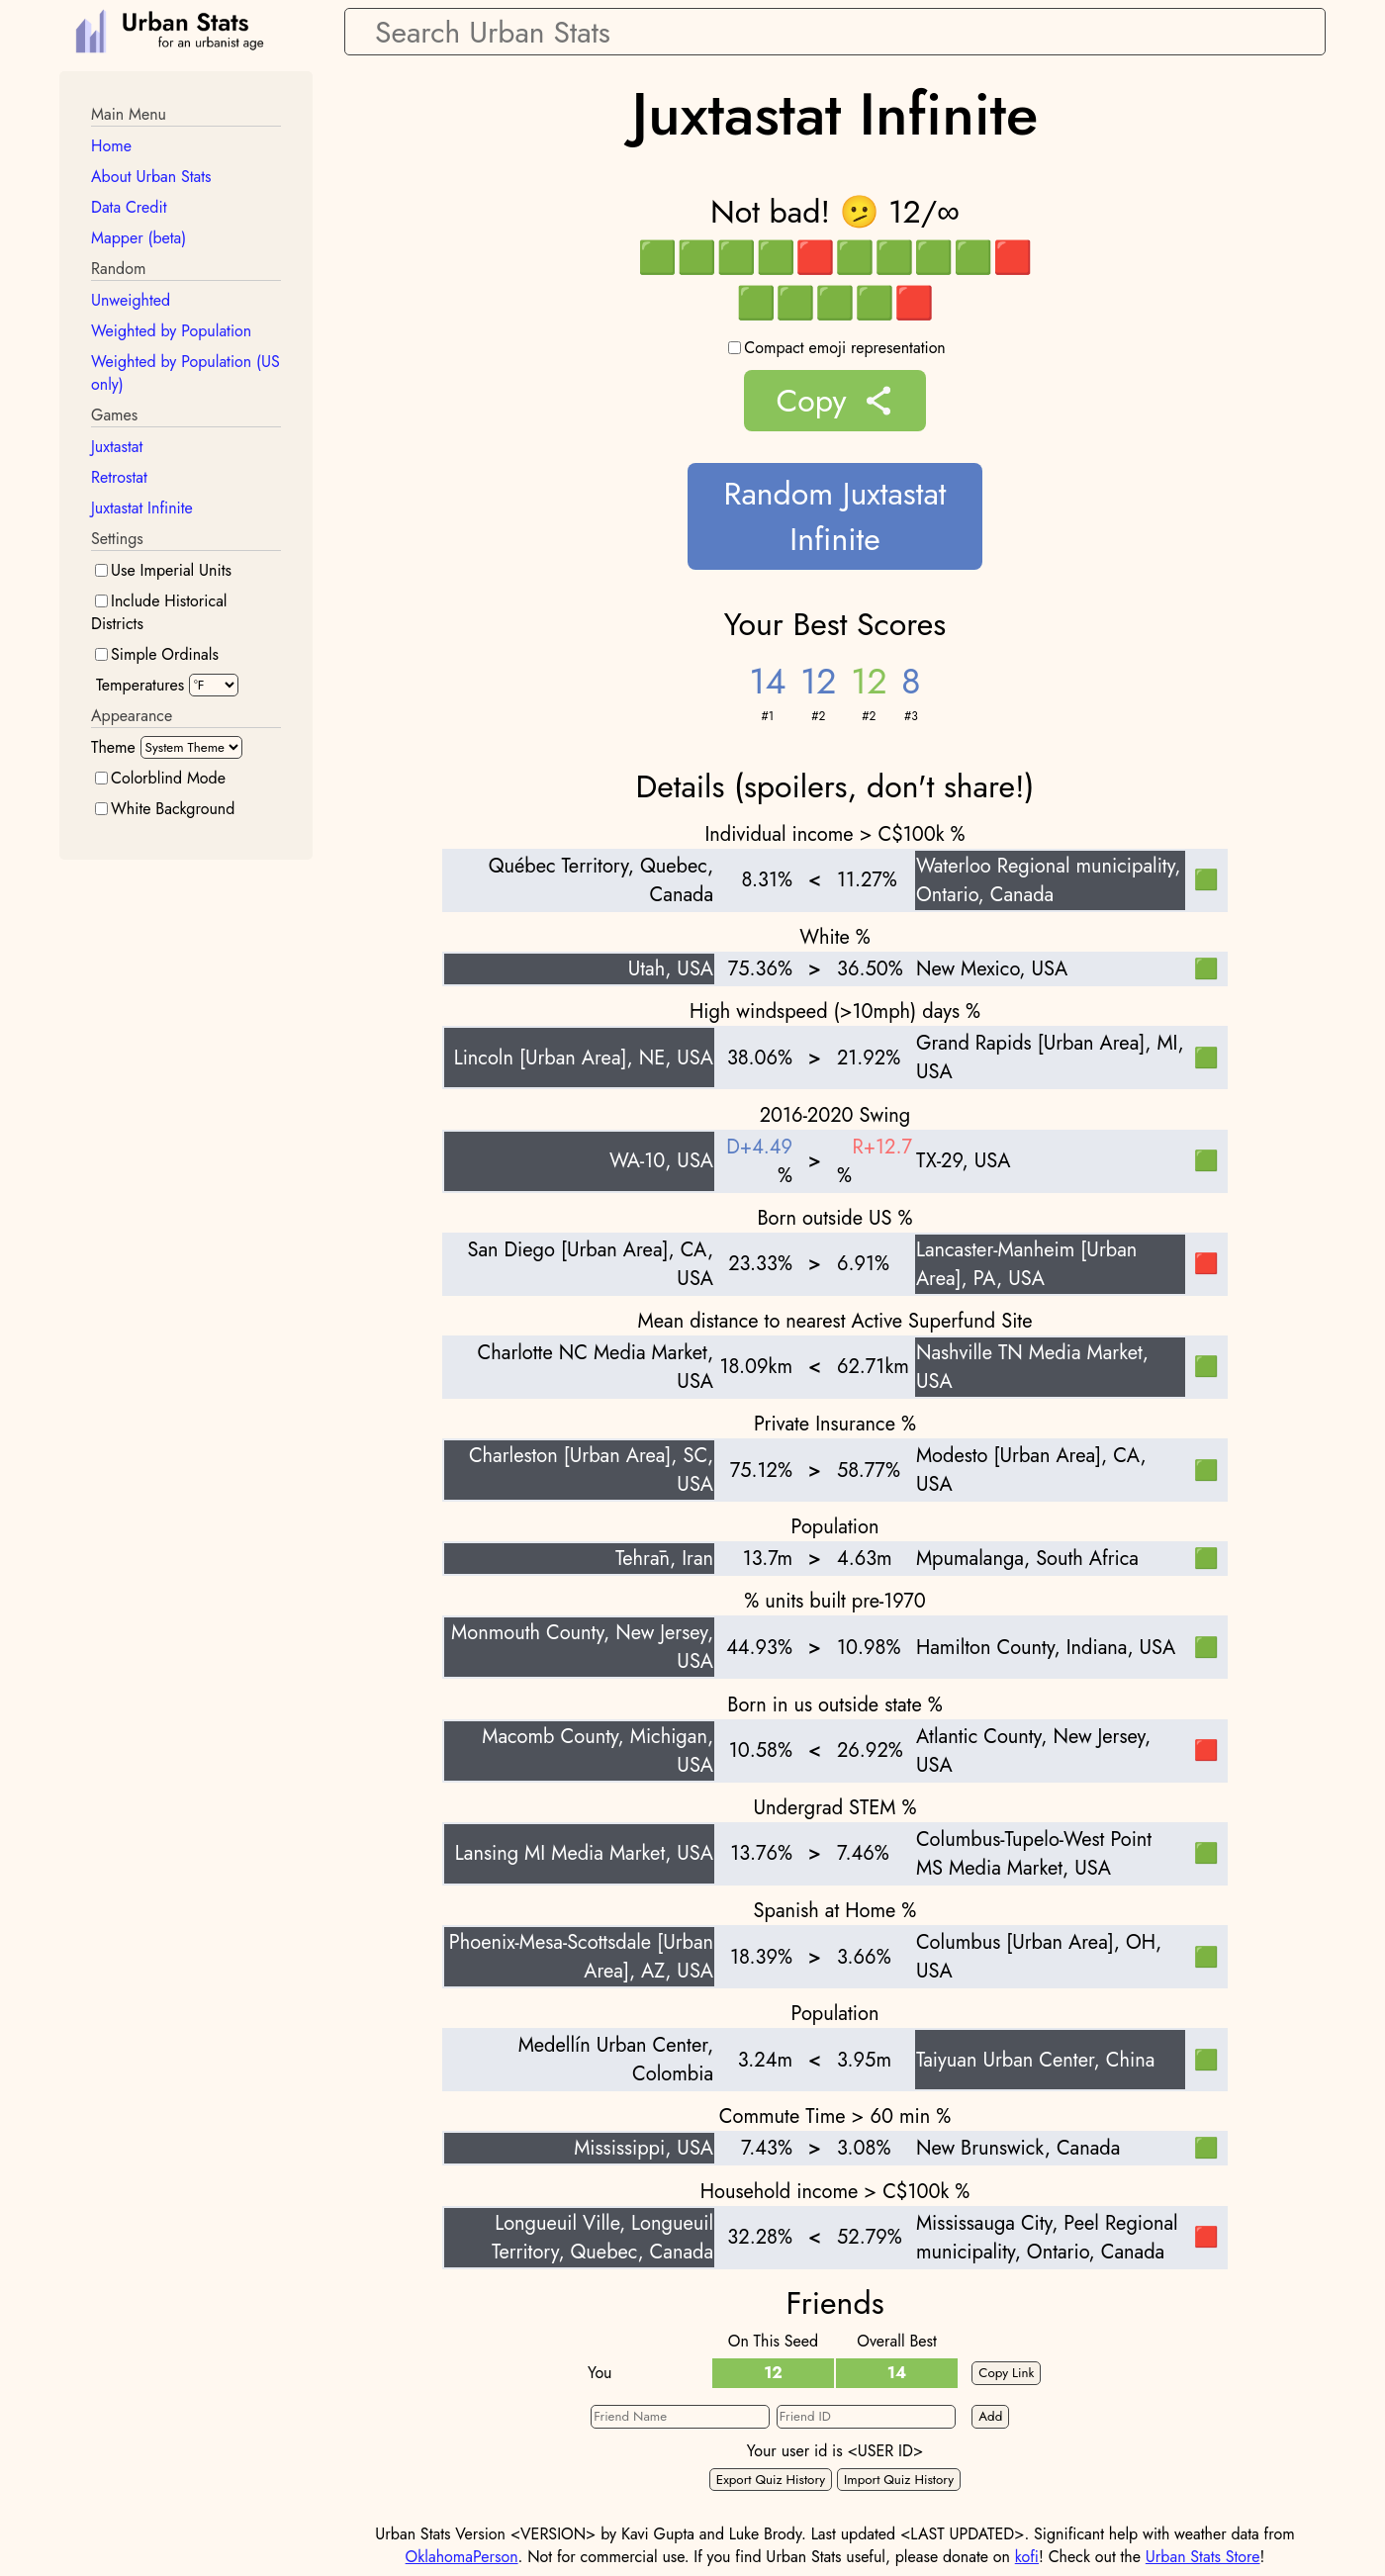 Urban Stats
for an urbanist age
Search Urban Stats
Main Menu
Home
About Urban Stats
Data Credit
Mapper (beta)
Random
Unweighted
Weighted by Population
Weighted by Population (US
only)
Games
Juxtastat
Retrostat
Juxtastat Infinite
Settings
Use Imperial Units
Include Historical
Districts
Simple Ordinals
Temperatures °F
Appearance
Theme System Theme
Colorblind Mode
White Background
Juxtastat Infinite
Not bad! 🫤 12/∞
🟩🟩🟩🟩🟥🟩🟩🟩🟩🟥
🟩🟩🟩🟩🟥
Compact emoji representation
Copy
Random Juxtastat
Infinite
Your Best Scores
14 12 12 8
#1 #2 #2 #3
Details (spoilers, don't share!)
Individual income > C$100k %
Québec Territory, Quebec,
Canada
8.31% < 11.27%
Waterloo Regional municipality,
Ontario, Canada
White %
Utah, USA 75.36% > 36.50% New Mexico, USA
High windspeed (>10mph) days %
Lincoln [Urban Area], NE, USA 38.06% > 21.92%
Grand Rapids [Urban Area], MI,
USA
2016-2020 Swing
WA-10, USA
D+4.49
%
>
R+12.7
%
TX-29, USA
Born outside US %
San Diego [Urban Area], CA,
USA
23.33% > 6.91%
Lancaster-Manheim [Urban
Area], PA, USA
Mean distance to nearest Active Superfund Site
Charlotte NC Media Market,
USA
18.09km < 62.71km
Nashville TN Media Market,
USA
Private Insurance %
Charleston [Urban Area], SC,
USA
75.12% > 58.77%
Modesto [Urban Area], CA,
USA
Population
Tehran̄, Iran 13.7m > 4.63m Mpumalanga, South Africa
% units built pre-1970
Monmouth County, New Jersey,
USA
44.93% > 10.98% Hamilton County, Indiana, USA
Born in us outside state %
Macomb County, Michigan,
USA
10.58% < 26.92%
Atlantic County, New Jersey,
USA
Undergrad STEM %
Lansing MI Media Market, USA 13.76% > 7.46%
Columbus-Tupelo-West Point
MS Media Market, USA
Spanish at Home %
Phoenix-Mesa-Scottsdale [Urban
Area], AZ, USA
18.39% > 3.66%
Columbus [Urban Area], OH,
USA
Population
Medellín Urban Center,
Colombia
3.24m < 3.95m Taiyuan Urban Center, China
Commute Time > 60 min %
Mississippi, USA 7.43% > 3.08% New Brunswick, Canada
Household income > C$100k %
Longueuil Ville, Longueuil
Territory, Quebec, Canada
32.28% < 52.79%
Mississauga City, Peel Regional
municipality, Ontario, Canada
Friends
On This Seed Overall Best
You 12 14 Copy Link
Friend Name Friend ID Add
Your user id is <USER ID>
Export Quiz History Import Quiz History
Urban Stats Version <VERSION> by Kavi Gupta and Luke Brody. Last updated <LAST UPDATED>. Significant help with weather data from
OklahomaPerson. Not for commercial use. If you find Urban Stats useful, please donate on kofi! Check out the Urban Stats Store!